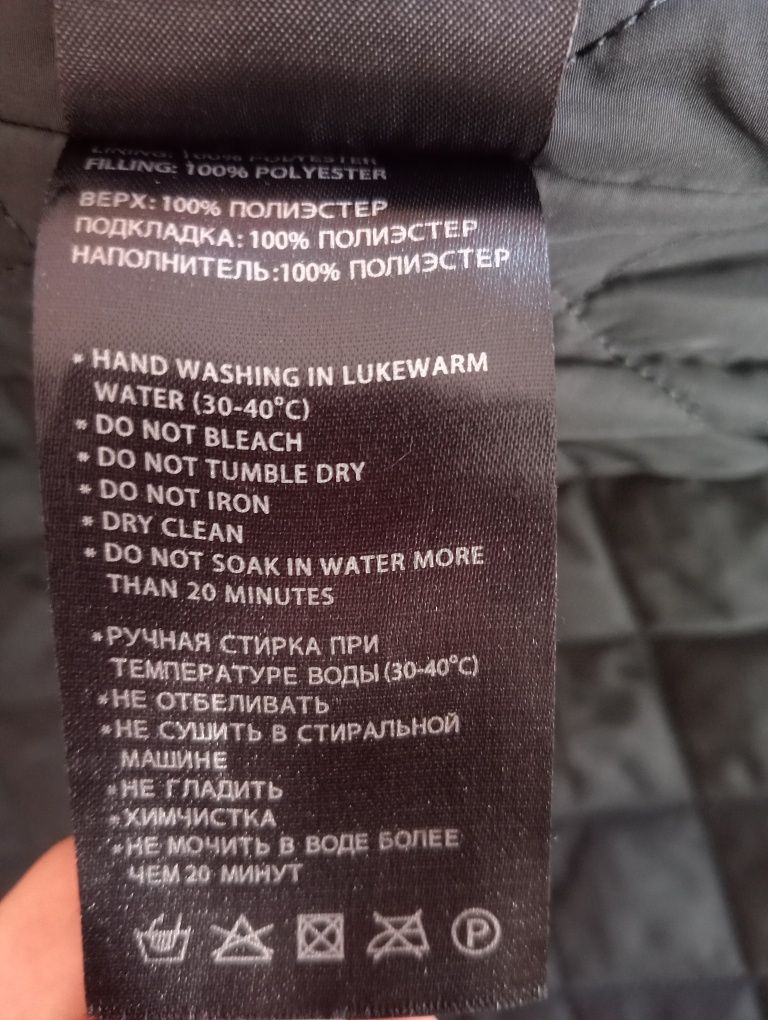 LINING: 100% POLYESTER
FILLING: 100% POLYESTER
ВЕРХ: 100% ПОЛИЭСТЕР
ПОДКЛАДКА: 100% ПОЛИЭСТЕР
НАПОЛНИТЕЛЬ:100% ПОЛИЭСТЕР
* HAND WASHING IN LUKEWARM
WATER (30-40°C)
* DO NOT BLEACH
* DO NOT TUMBLE DRY
* DO NOT IRON
* DRY CLEAN
* DO NOT SOAK IN WATER MORE
THAN 20 MINUTES
*РУЧНАЯ СТИРКА ПРИ
ТЕМПЕРАТУРЕ ВОДЫ (30-40°C)
*НЕ ОТБЕЛИВАТЬ
*НЕ СУШИТЬ В СТИРАЛЬНОЙ
МАШИНЕ
*НЕ ГЛАДИТЬ
*ХИМЧИСТКА
*НЕ МОЧИТЬ В ВОДЕ БОЛЕЕ
ЧЕМ 20 МИНУТ
P